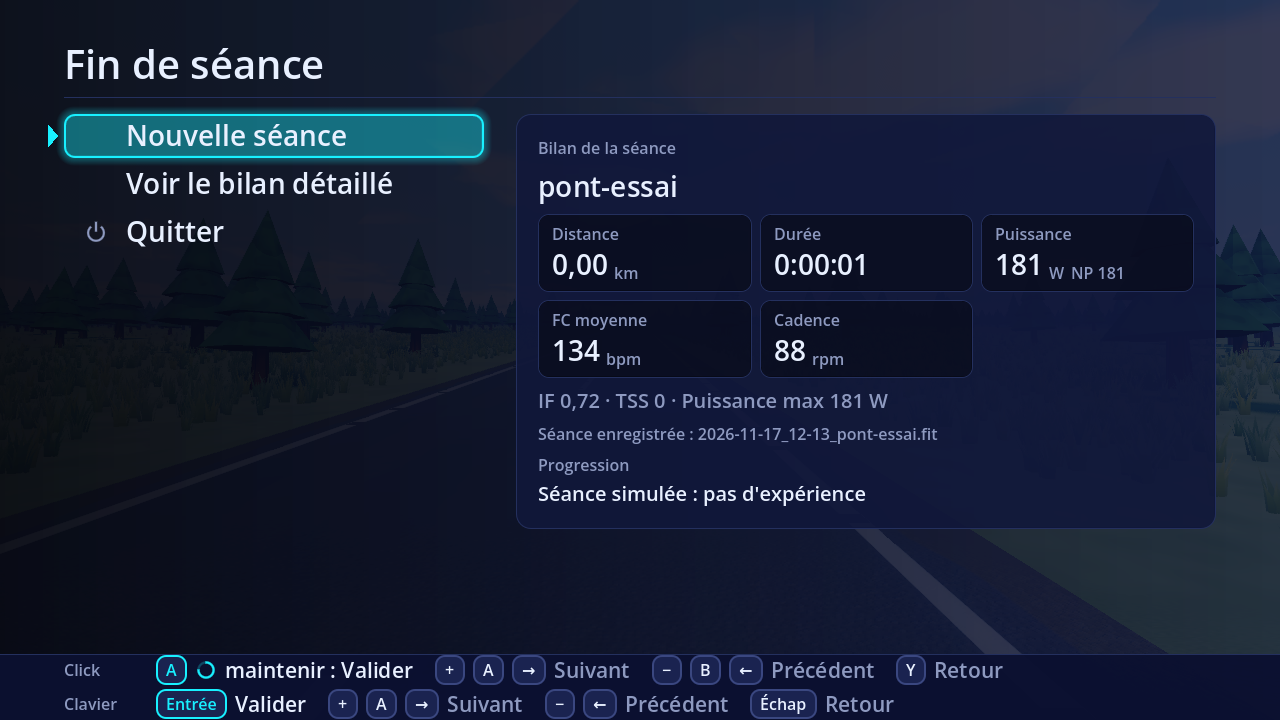 Fin de séance
Nouvelle séance
Voir le bilan détaillé
Quitter
Bilan de la séance
pont-essai
Distance
0,00 km
Durée
0:00:01
Puissance
181 W NP 181
FC moyenne
134 bpm
Cadence
88 rpm
IF 0,72 · TSS 0 · Puissance max 181 W
Séance enregistrée : 2026-11-17_12-13_pont-essai.fit
Progression
Séance simulée : pas d'expérience
Click A maintenir : Valider + A → Suivant − B ← Précédent Y Retour
Clavier Entrée Valider + A → Suivant − ← Précédent Échap Retour